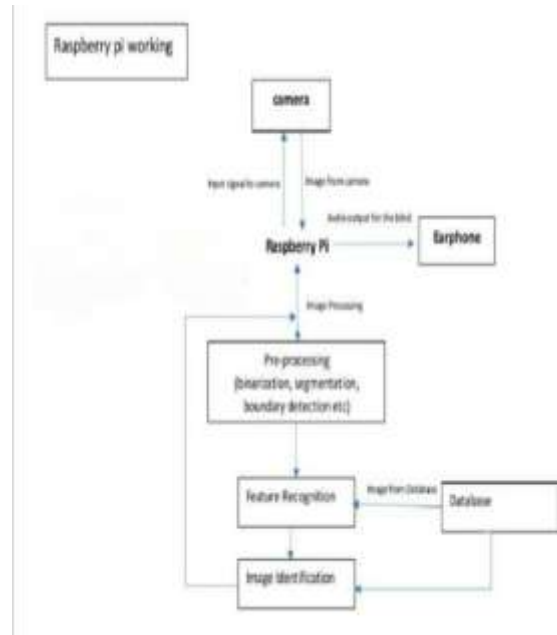 Raspberry pi working
camera
Input signal to camera
Image from camera
Audio output for the blind
Raspberry Pi
Earphone
Image Processing
Pre-processing
(binarization, segmentation,
boundary detection etc)
Feature Recognition
Image from Database
Database
Image Identification